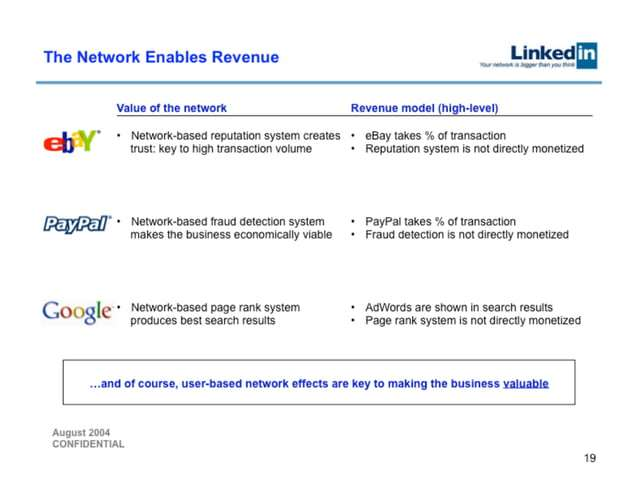 The Network Enables Revenue
Linked in
Your network is bigger than you think
Value of the network
Revenue model (high-level)
ebaY
• Network-based reputation system creates
trust: key to high transaction volume
• eBay takes % of transaction
• Reputation system is not directly monetized
PayPal
• Network-based fraud detection system
makes the business economically viable
• PayPal takes % of transaction
• Fraud detection is not directly monetized
Google
• Network-based page rank system
produces best search results
• AdWords are shown in search results
• Page rank system is not directly monetized
…and of course, user-based network effects are key to making the business valuable
August 2004
CONFIDENTIAL
19